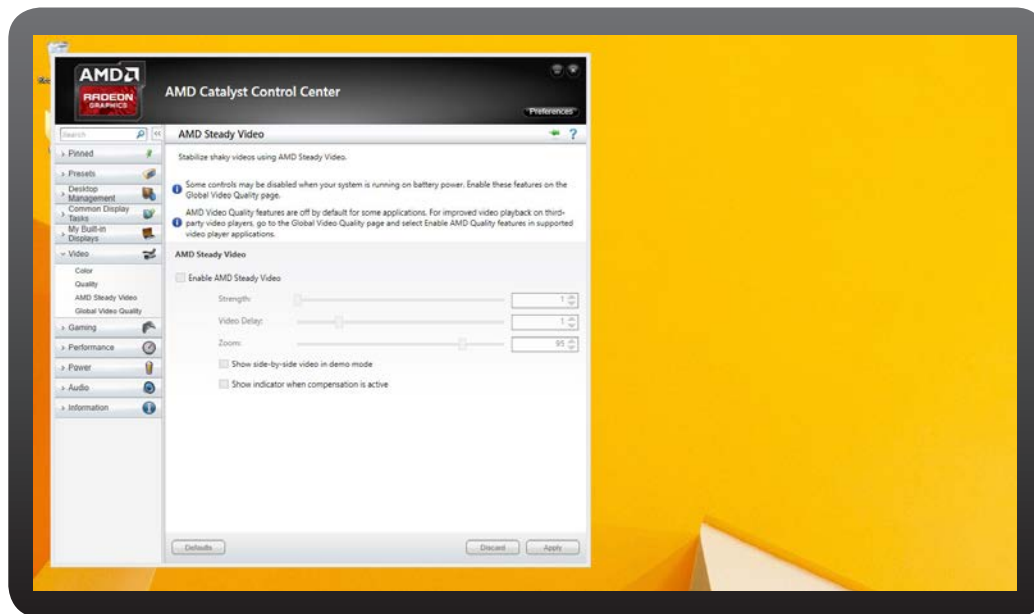 AMD
RADEON
GRAPHICS
AMD Catalyst Control Center
Preferences
Search
AMD Steady Video
?
Pinned
Presets
Desktop
Management
Common Display
Tasks
My Built-in
Displays
Video
Color
Quality
AMD Steady Video
Global Video Quality
Gaming
Performance
Power
Audio
Information
Stabilize shaky videos using AMD Steady Video.
Some controls may be disabled when your system is running on battery power. Enable these features on the
Global Video Quality page.
AMD Video Quality features are off by default for some applications. For improved video playback on third-
party video players, go to the Global Video Quality page and select Enable AMD Quality features in supported
video player applications.
AMD Steady Video
Enable AMD Steady Video
Strength: 1
Video Delay: 1
Zoom: 95
Show side-by-side video in demo mode
Show indicator when compensation is active
Defaults
Discard
Apply